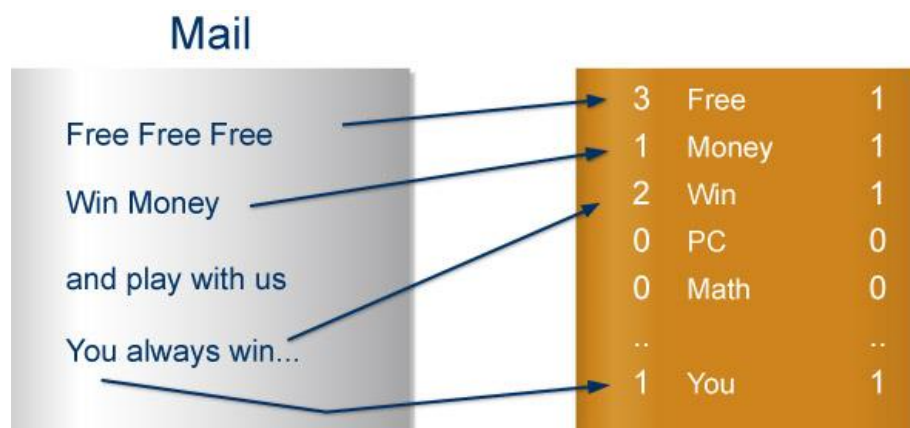 Mail
Free Free Free
Win Money
and play with us
You always win...
3 Free 1
1 Money 1
2 Win 1
0 PC 0
0 Math 0
.. ..
1 You 1